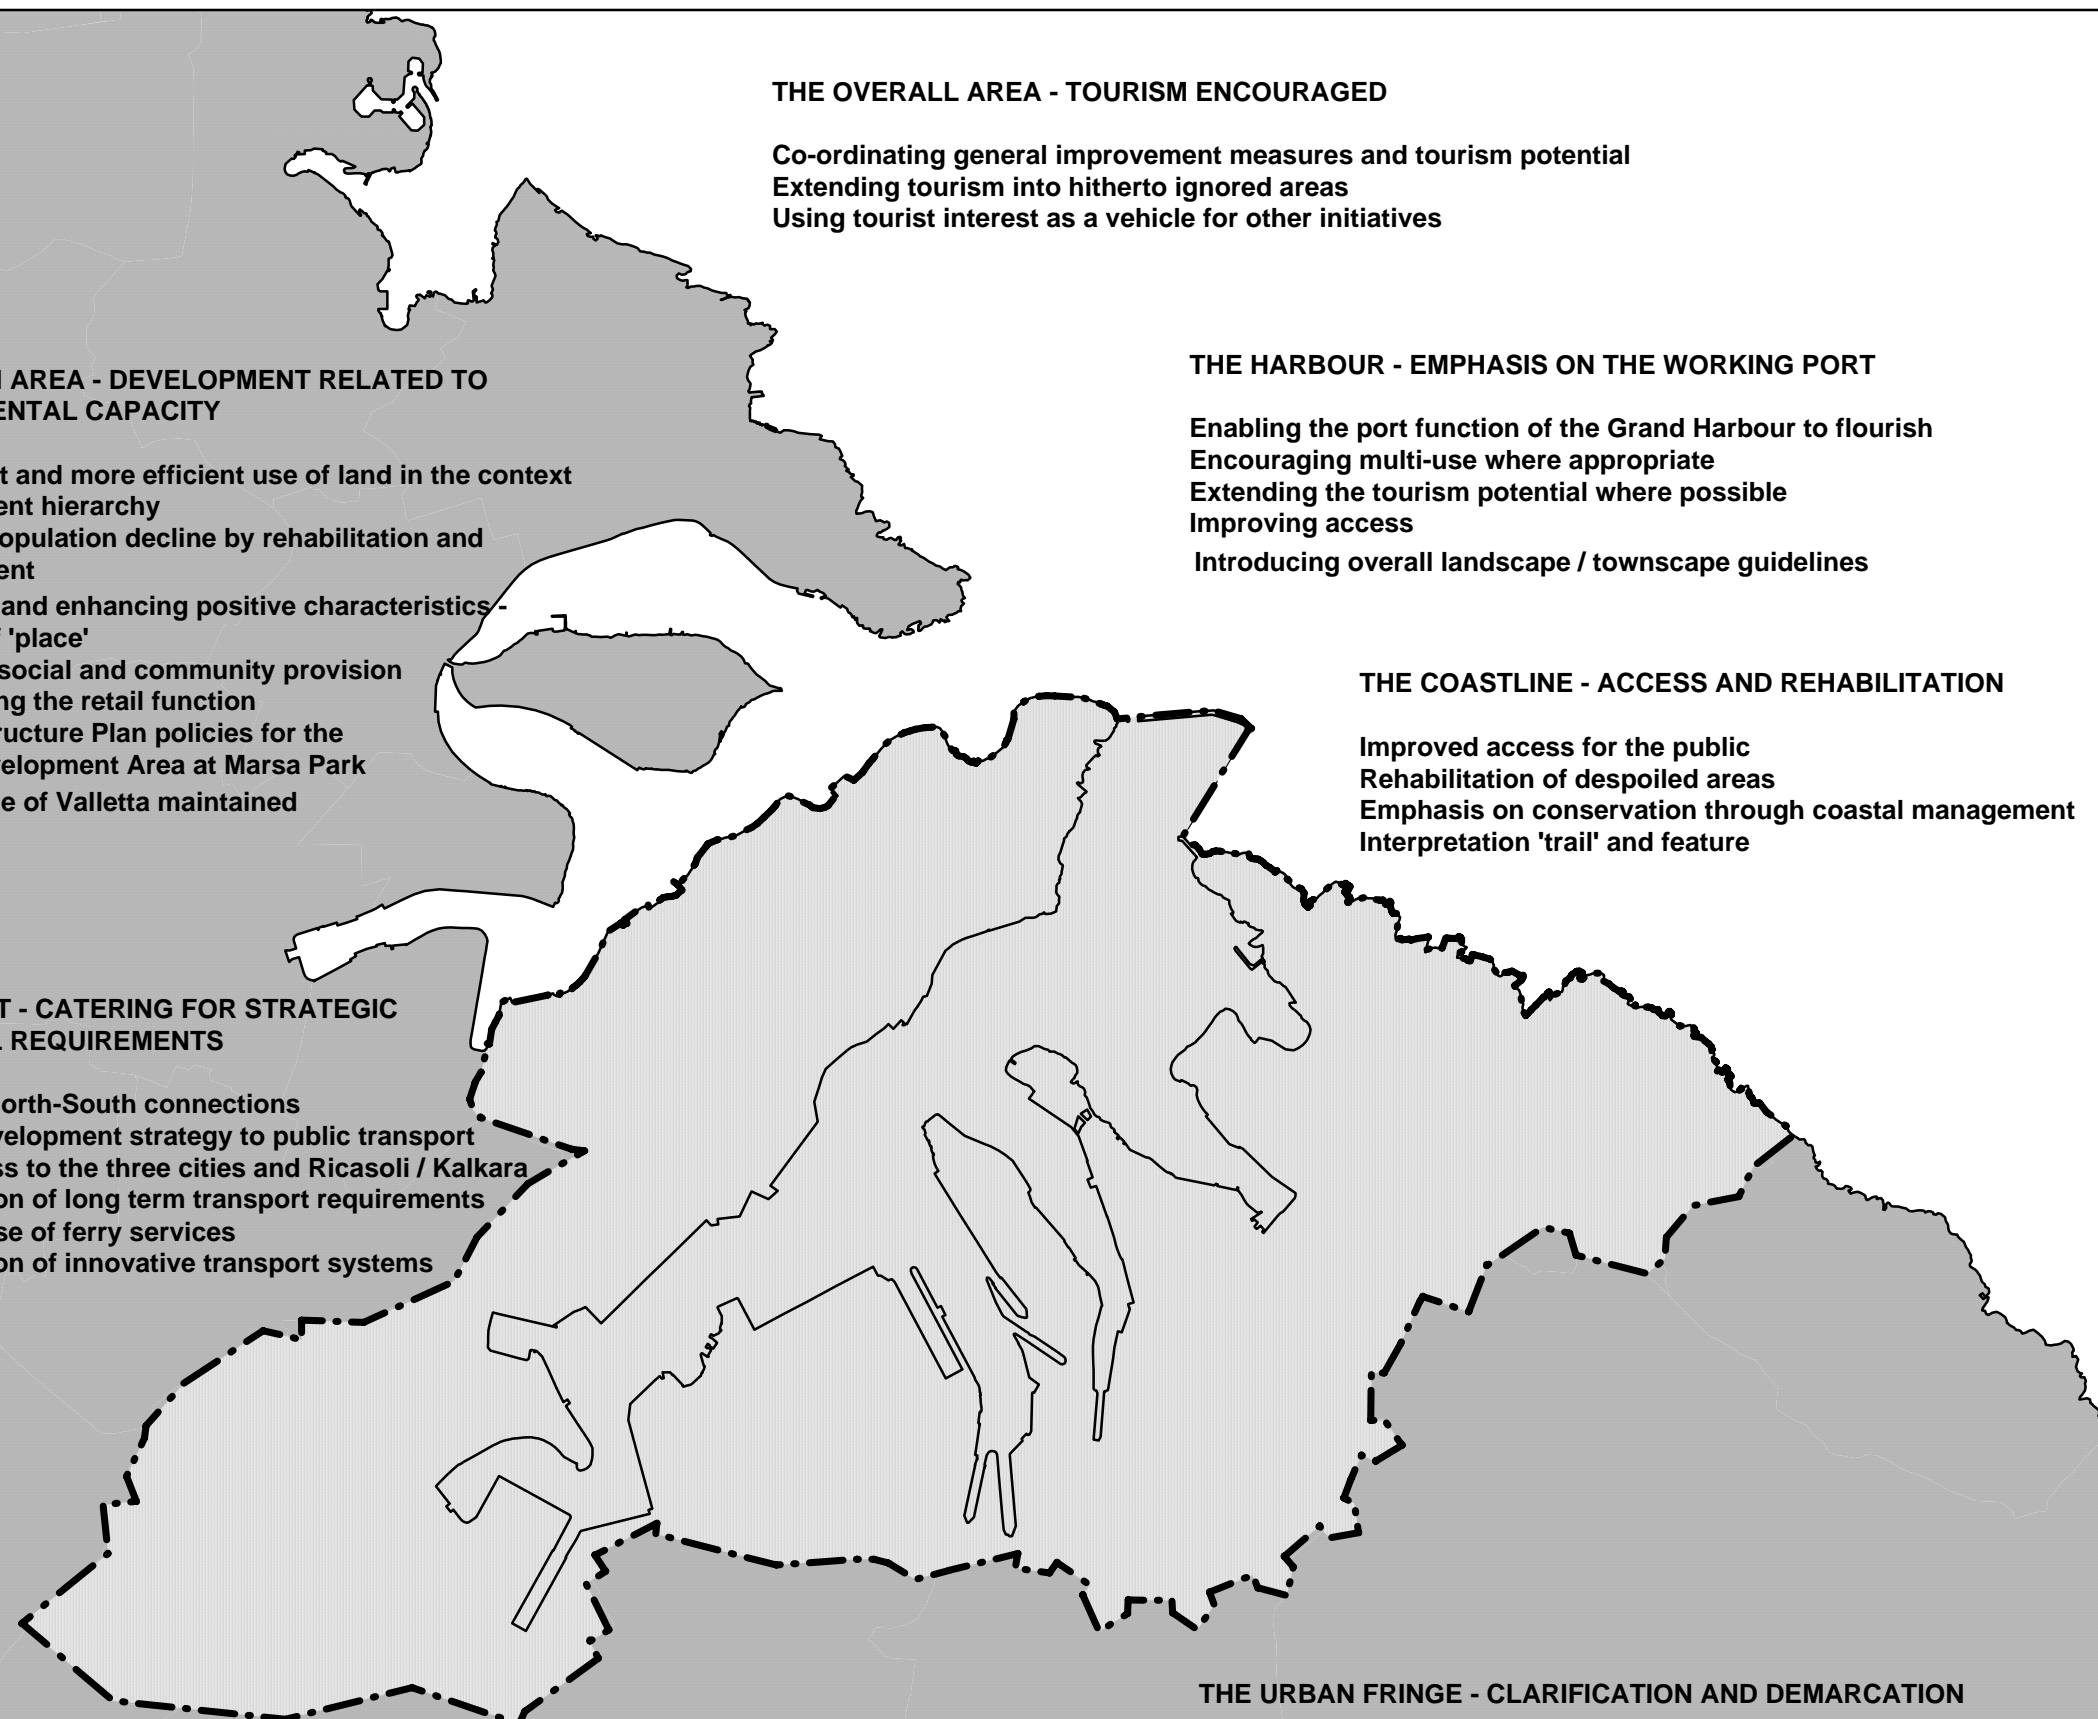 THE OVERALL AREA - TOURISM ENCOURAGED
Co-ordinating general improvement measures and tourism potential
Extending tourism into hitherto ignored areas
Using tourist interest as a vehicle for other initiatives
THE HARBOUR - EMPHASIS ON THE WORKING PORT
Enabling the port function of the Grand Harbour to flourish
Encouraging multi-use where appropriate
Extending the tourism potential where possible
Improving access
Introducing overall landscape / townscape guidelines
AREA - DEVELOPMENT RELATED TO
ENTAL CAPACITY
t and more efficient use of land in the context
ent hierarchy
opulation decline by rehabilitation and
ent
and enhancing positive characteristics -
'place'
social and community provision
ng the retail function
ructure Plan policies for the
velopment Area at Marsa Park
e of Valletta maintained
THE COASTLINE - ACCESS AND REHABILITATION
Improved access for the public
Rehabilitation of despoiled areas
Emphasis on conservation through coastal management
Interpretation 'trail' and feature
T - CATERING FOR STRATEGIC
L REQUIREMENTS
orth-South connections
velopment strategy to public transport
ss to the three cities and Ricasoli / Kalkara
on of long term transport requirements
se of ferry services
on of innovative transport systems
THE URBAN FRINGE - CLARIFICATION AND DEMARCATION